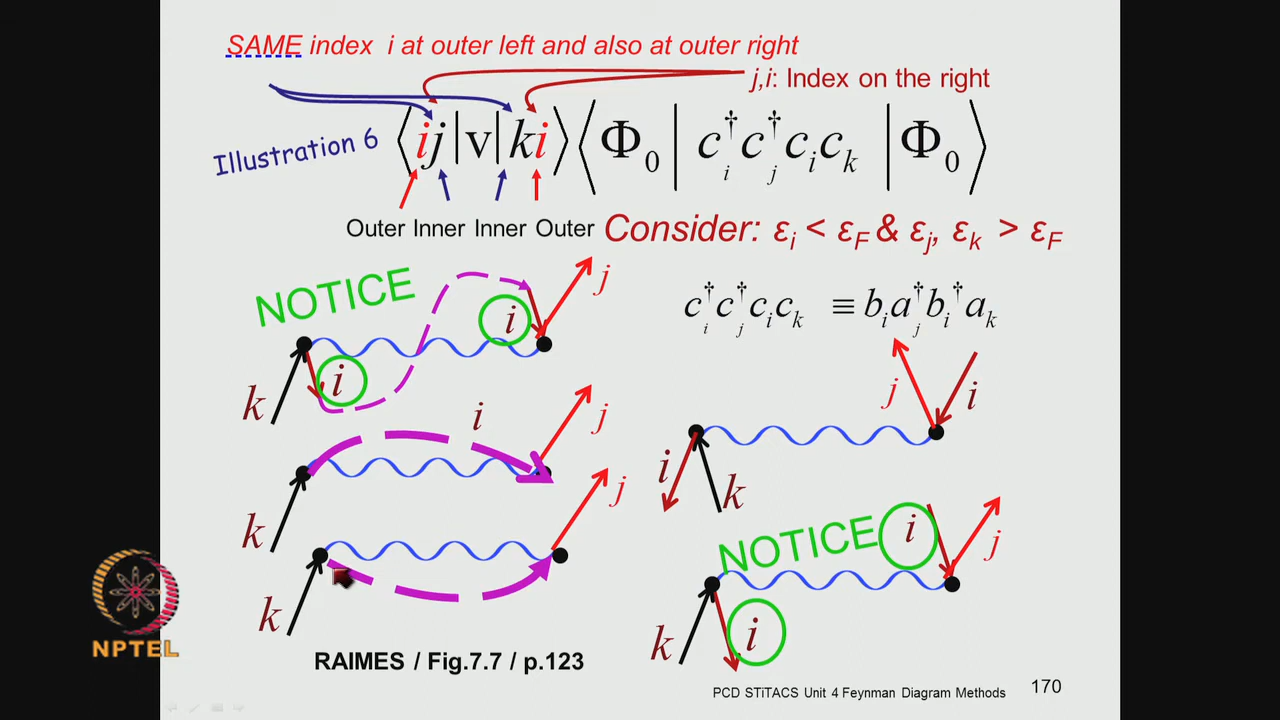 SAME index i at outer left and also at outer right
j,i: Index on the right
Illustration 6
⟨ij|v|ki⟩⟨Φ₀| c†ᵢ c†ⱼ cᵢ cₖ |Φ₀⟩
Outer Inner Inner Outer
Consider: εᵢ < ε_F & εⱼ, εₖ > ε_F
NOTICE
c†ᵢ c†ⱼ cᵢ cₖ ≡ bᵢ a†ⱼ b†ᵢ aₖ
j
i
i
k
j
i
i
k
i
j
k
j
k
NOTICE
i
j
k
i
RAIMES / Fig.7.7 / p.123
NPTEL
PCD STiTACS Unit 4 Feynman Diagram Methods
170